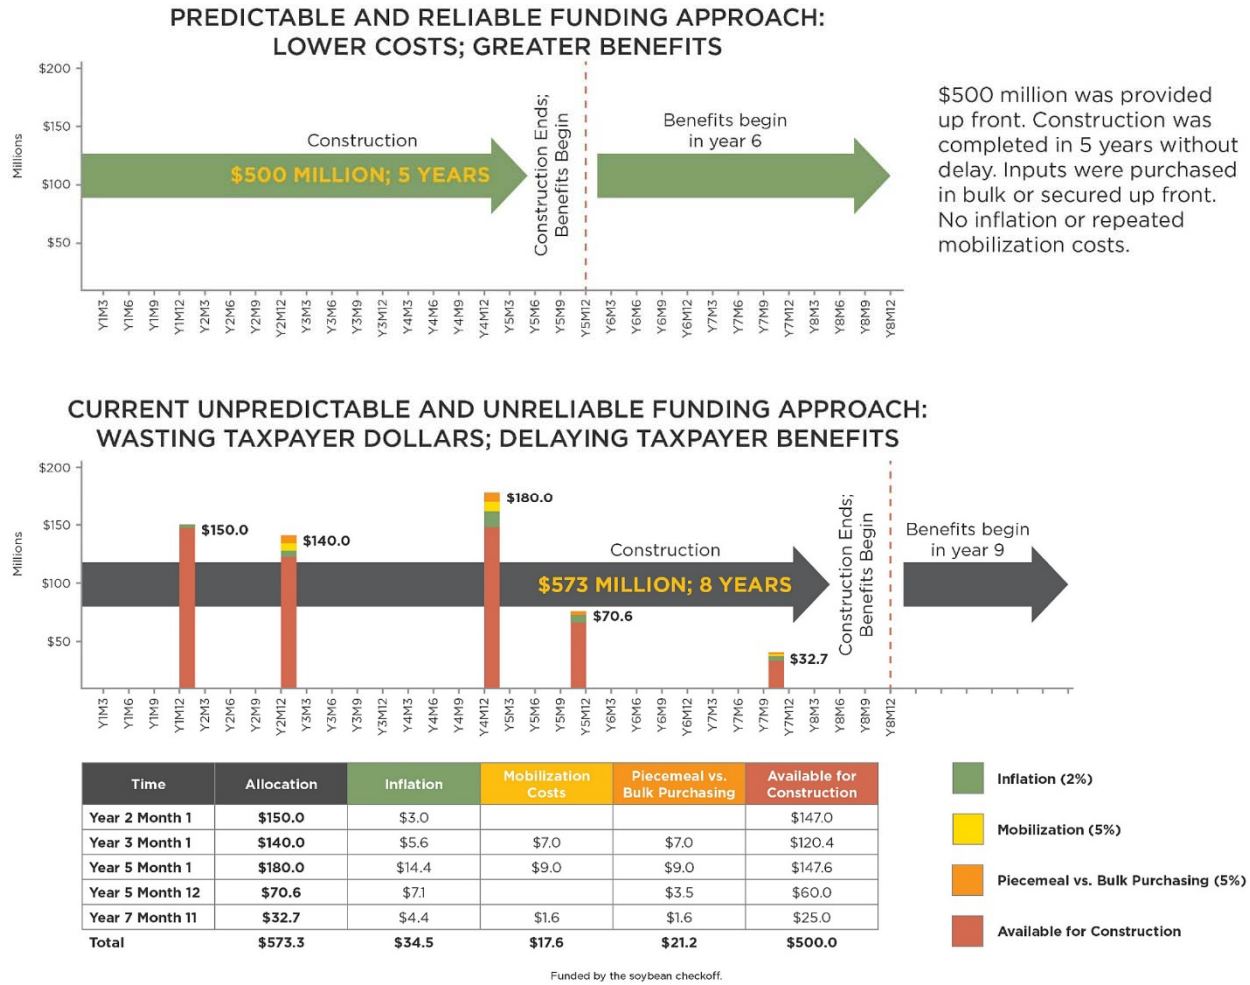 PREDICTABLE AND RELIABLE FUNDING APPROACH:
LOWER COSTS; GREATER BENEFITS
$200
$150
$100
$50
Millions
Construction
$500 MILLION; 5 YEARS
Construction Ends;
Benefits Begin
Benefits begin
in year 6
Y1M3
Y1M6
Y1M9
Y1M12
Y2M3
Y2M6
Y2M9
Y2M12
Y3M3
Y3M6
Y3M9
Y3M12
Y4M3
Y4M6
Y4M9
Y4M12
Y5M3
Y5M6
Y5M9
Y5M12
Y6M3
Y6M6
Y6M9
Y6M12
Y7M3
Y7M6
Y7M9
Y7M12
Y8M3
Y8M6
Y8M9
Y8M12
$500 million was provided
up front. Construction was
completed in 5 years without
delay. Inputs were purchased
in bulk or secured up front.
No inflation or repeated
mobilization costs.
CURRENT UNPREDICTABLE AND UNRELIABLE FUNDING APPROACH:
WASTING TAXPAYER DOLLARS; DELAYING TAXPAYER BENEFITS
$200
$150
$100
$50
Millions
$150.0
$140.0
$180.0
$70.6
$32.7
Construction
$573 MILLION; 8 YEARS
Construction Ends;
Benefits Begin
Benefits begin
in year 9
Y1M3
Y1M6
Y1M9
Y1M12
Y2M3
Y2M6
Y2M9
Y2M12
Y3M3
Y3M6
Y3M9
Y3M12
Y4M3
Y4M6
Y4M9
Y4M12
Y5M3
Y5M6
Y5M9
Y5M12
Y6M3
Y6M6
Y6M9
Y6M12
Y7M3
Y7M6
Y7M9
Y7M12
Y8M3
Y8M6
Y8M9
Y8M12
Time Allocation Inflation Mobilization Costs Piecemeal vs. Bulk Purchasing Available for Construction
Year 2 Month 1 $150.0 $3.0 $147.0
Year 3 Month 1 $140.0 $5.6 $7.0 $7.0 $120.4
Year 5 Month 1 $180.0 $14.4 $9.0 $9.0 $147.6
Year 5 Month 12 $70.6 $7.1 $3.5 $60.0
Year 7 Month 11 $32.7 $4.4 $1.6 $1.6 $25.0
Total $573.3 $34.5 $17.6 $21.2 $500.0
Inflation (2%)
Mobilization (5%)
Piecemeal vs. Bulk Purchasing (5%)
Available for Construction
Funded by the soybean checkoff.